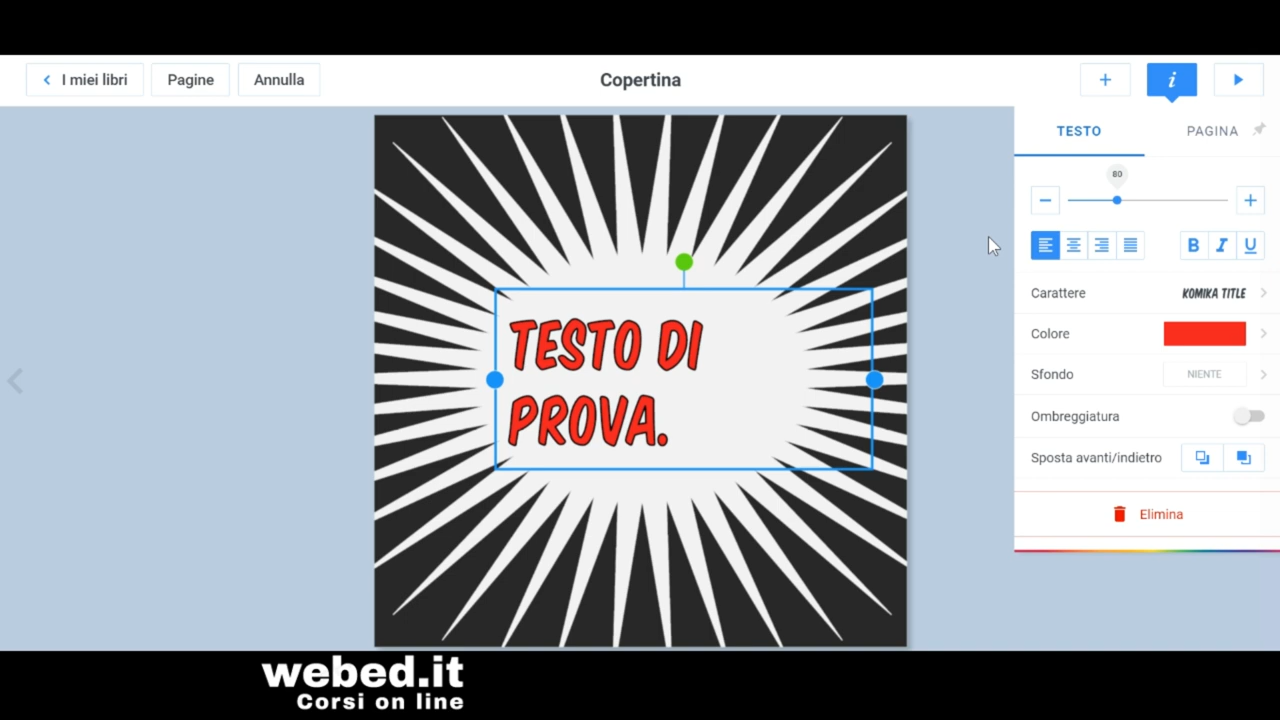 I miei libri
Pagine
Annulla
Copertina
i
TESTO
PAGINA
80
B I U
Carattere
KOMIKA TITLE
Colore
Sfondo
NIENTE
Ombreggiatura
Sposta avanti/indietro
Elimina
TESTO DI
PROVA.
webed.it
Corsi on line